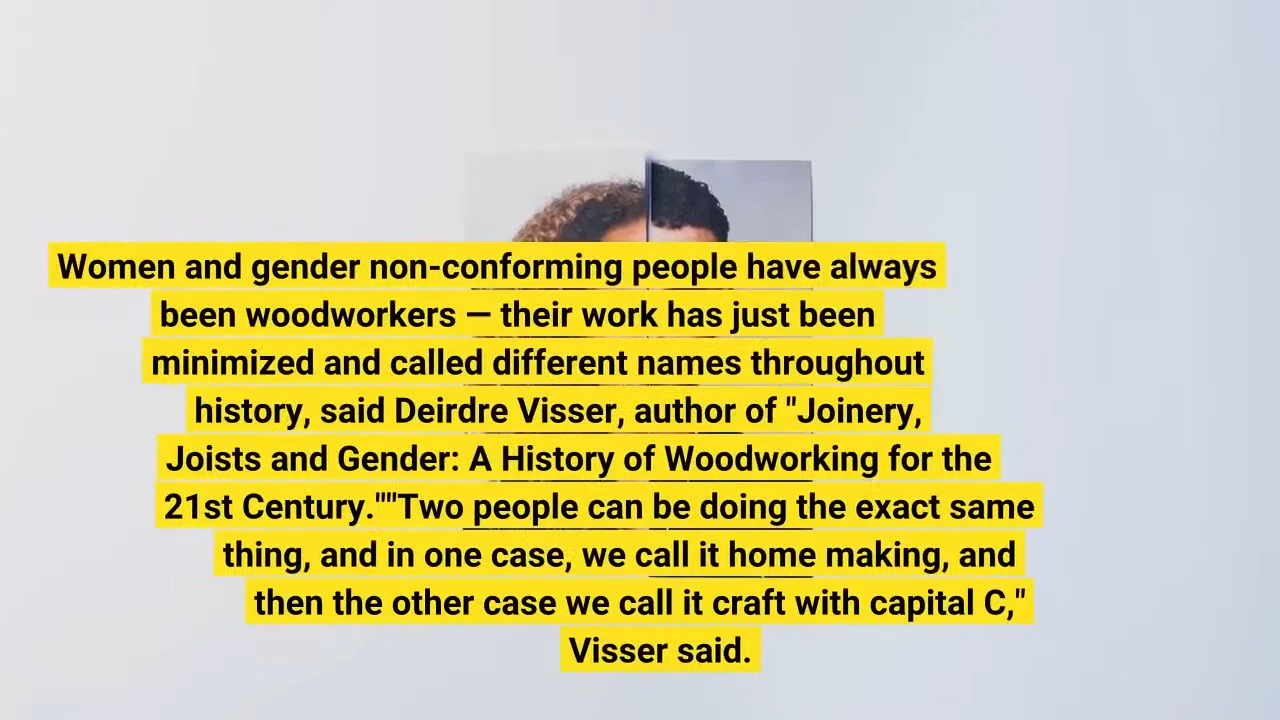 Women and gender non-conforming people have always
been woodworkers — their work has just been
minimized and called different names throughout
history, said Deirdre Visser, author of "Joinery,
Joists and Gender: A History of Woodworking for the
21st Century.""Two people can be doing the exact same
thing, and in one case, we call it home making, and
then the other case we call it craft with capital C,"
Visser said.